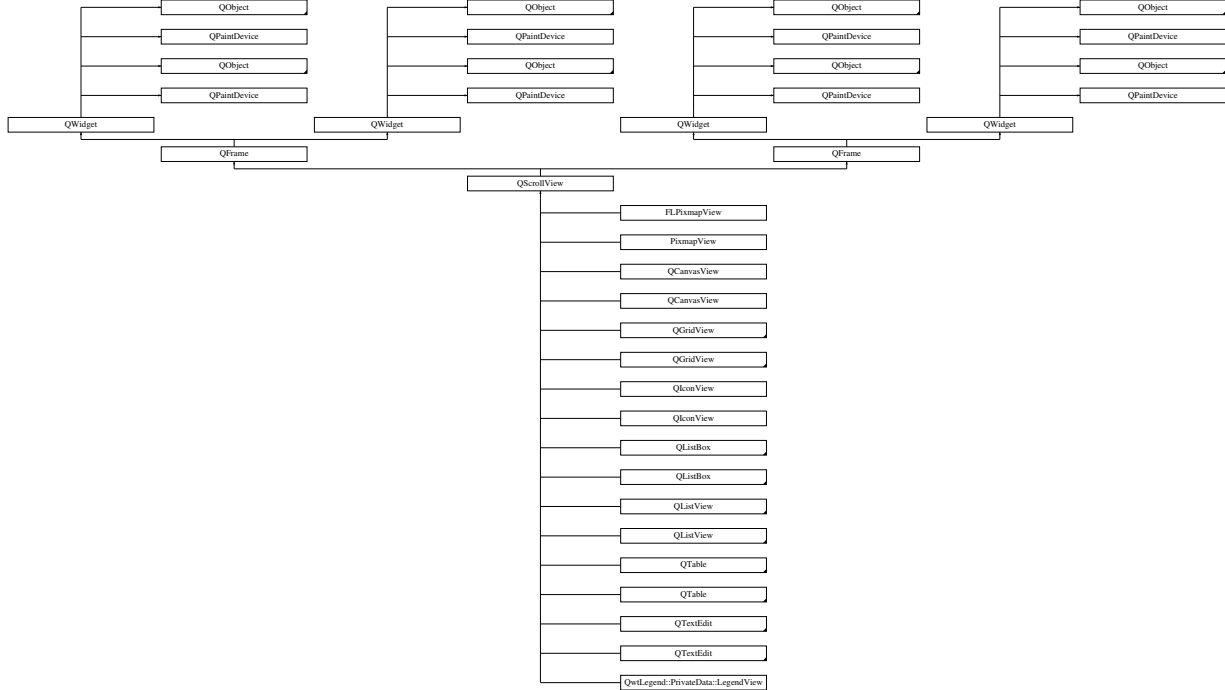 QObject QObject QObject QObject
QPaintDevice QPaintDevice QPaintDevice QPaintDevice
QObject QObject QObject QObject
QPaintDevice QPaintDevice QPaintDevice QPaintDevice
QWidget QWidget QWidget QWidget
QFrame QFrame
QScrollView
FLPixmapView
PixmapView
QCanvasView
QCanvasView
QGridView
QGridView
QIconView
QIconView
QListBox
QListBox
QListView
QListView
QTable
QTable
QTextEdit
QTextEdit
QwtLegend::PrivateData::LegendView